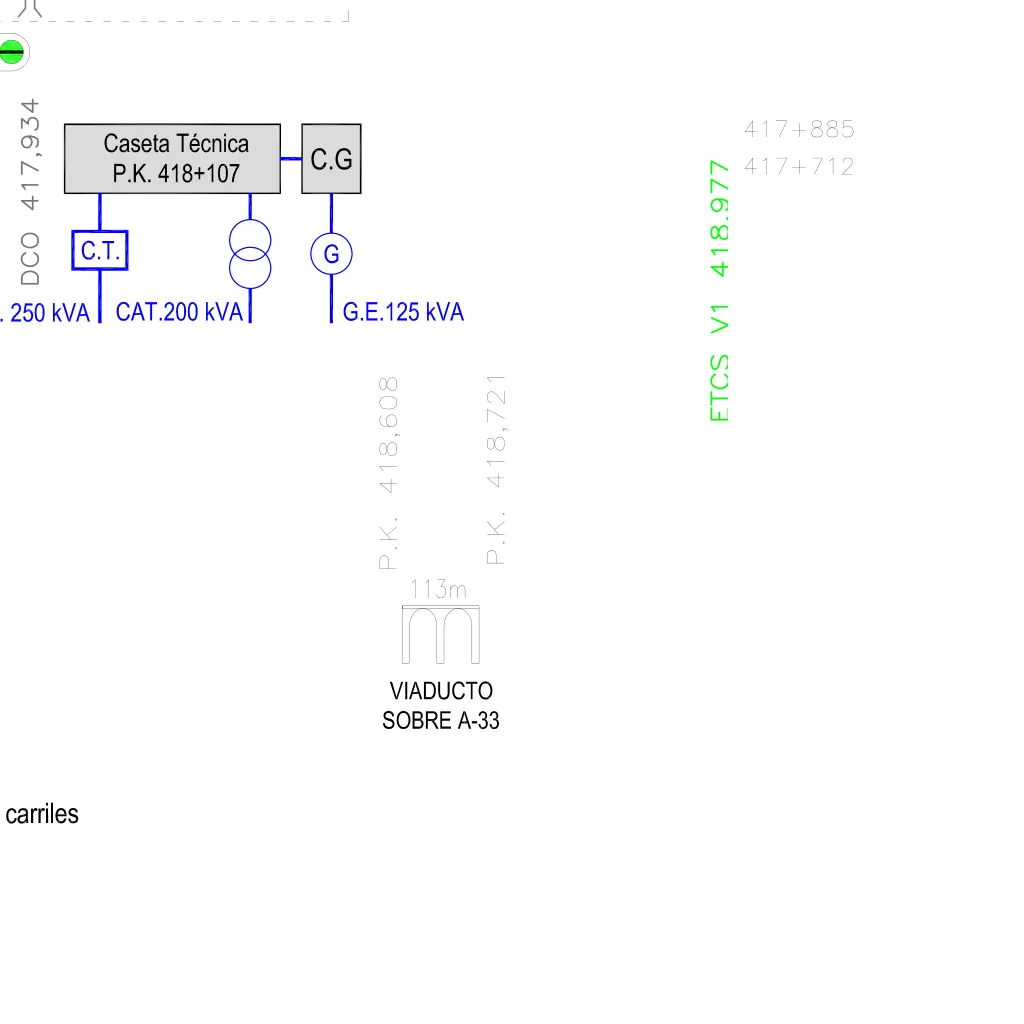 DCO 417,934
Caseta Técnica
P.K. 418+107
C.G
C.T.
G
. 250 kVA
CAT.200 kVA
G.E.125 kVA
417+885
417+712
ETCS V1 418.977
P.K. 418,608
P.K. 418,721
113m
VIADUCTO
SOBRE A-33
carriles